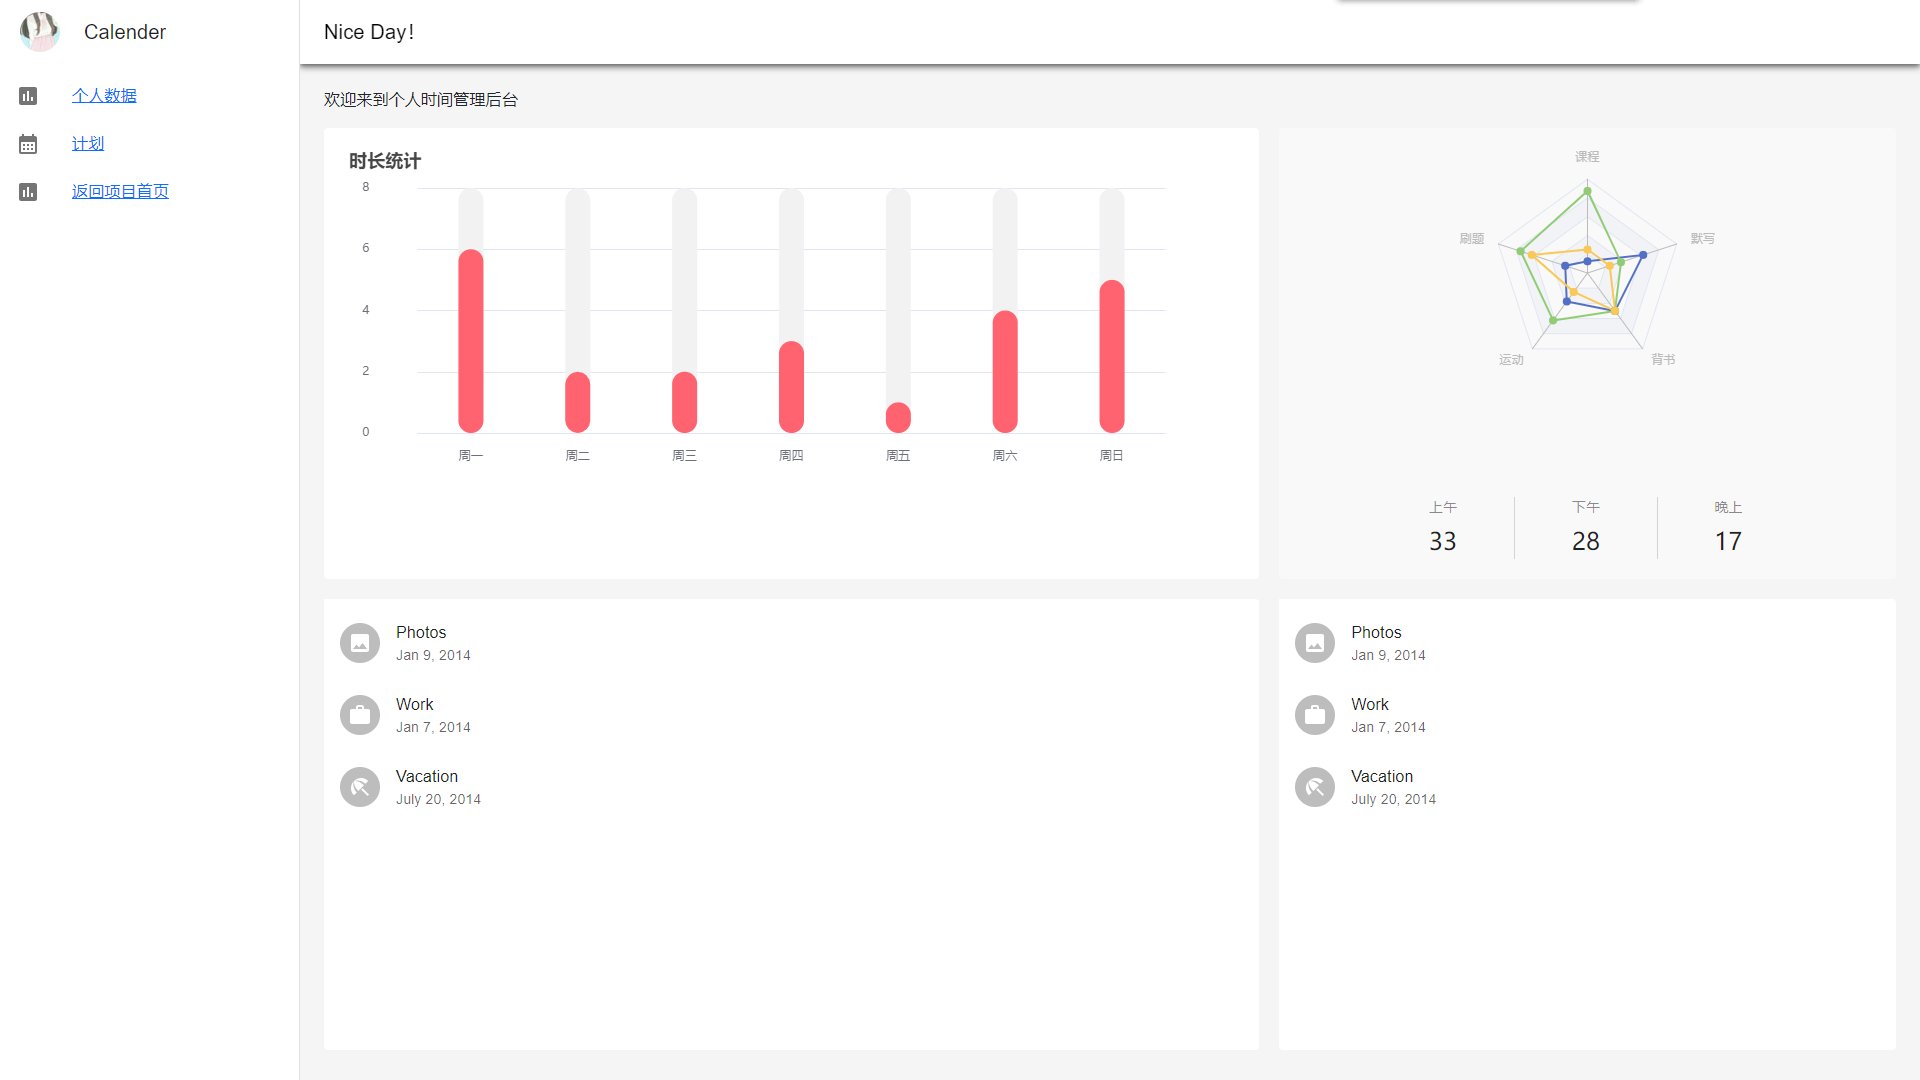 Calender
个人数据
计划
返回项目首页
Nice Day!
欢迎来到个人时间管理后台
时长统计
8
6
4
2
0
周一 周二 周三 周四 周五 周六 周日
课程
刷题
默写
运动
背书
上午 下午 晚上
33 28 17
Photos
Jan 9, 2014
Work
Jan 7, 2014
Vacation
July 20, 2014
Photos
Jan 9, 2014
Work
Jan 7, 2014
Vacation
July 20, 2014